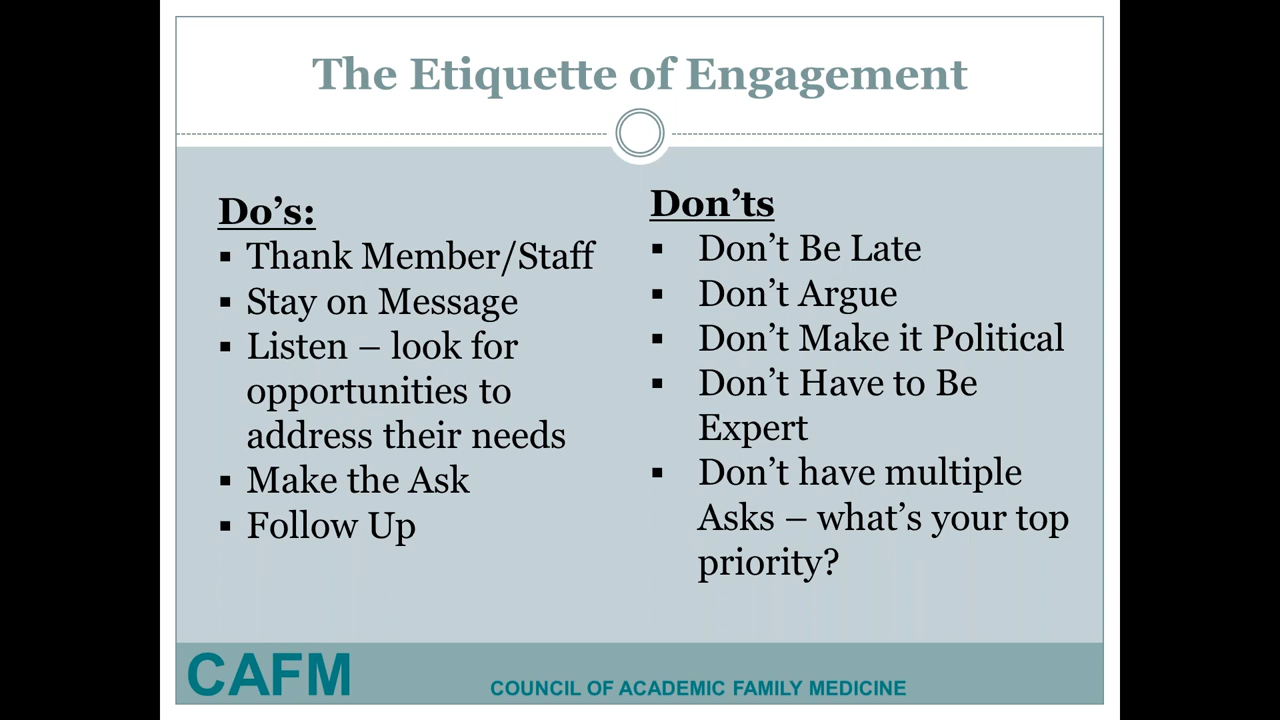 The Etiquette of Engagement
Do’s:
▪ Thank Member/Staff
▪ Stay on Message
▪ Listen – look for
opportunities to
address their needs
▪ Make the Ask
▪ Follow Up
Don’ts
▪ Don’t Be Late
▪ Don’t Argue
▪ Don’t Make it Political
▪ Don’t Have to Be
Expert
▪ Don’t have multiple
Asks – what’s your top
priority?
CAFM
COUNCIL OF ACADEMIC FAMILY MEDICINE